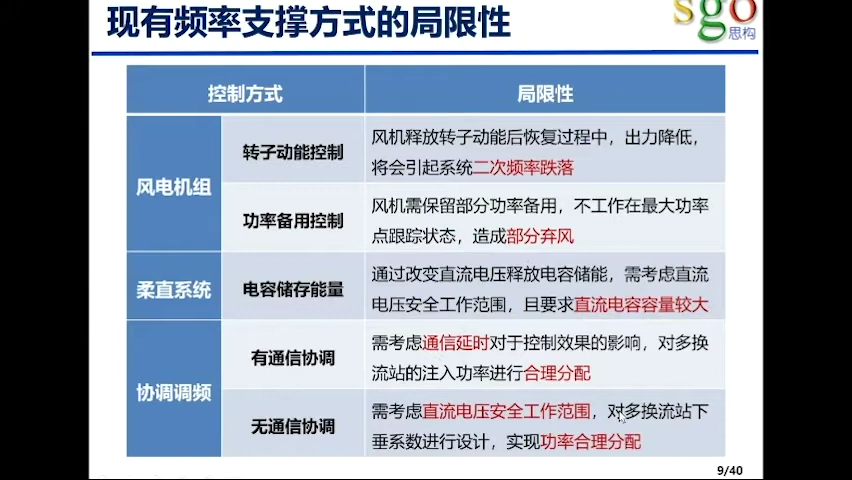 现有频率支撑方式的局限性
sgo
思构
控制方式
局限性
风电机组
转子动能控制
风机释放转子动能后恢复过程中，出力降低，
将会引起系统二次频率跌落
功率备用控制
风机需保留部分功率备用，不工作在最大功率
点跟踪状态，造成部分弃风
柔直系统
电容储存能量
通过改变直流电压释放电容储能，需考虑直流
电压安全工作范围，且要求直流电容容量较大
协调调频
有通信协调
需考虑通信延时对于控制效果的影响，对多换
流站的注入功率进行合理分配
无通信协调
需考虑直流电压安全工作范围，对多换流站下
垂系数进行设计，实现功率合理分配
9/40